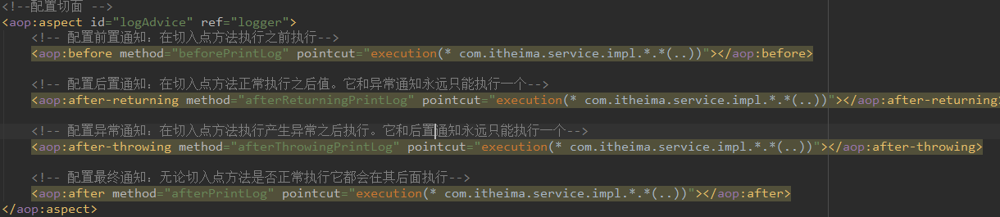 <!--配置切面 -->
<aop:aspect id="logAdvice" ref="logger">
<!-- 配置前置通知：在切入点方法执行之前执行-->
<aop:before method="beforePrintLog" pointcut="execution(* com.itheima.service.impl.*.*(..))"></aop:before>
<!-- 配置后置通知：在切入点方法正常执行之后值。它和异常通知永远只能执行一个-->
<aop:after-returning method="afterReturningPrintLog" pointcut="execution(* com.itheima.service.impl.*.*(..))"></aop:after-returning>
<!-- 配置异常通知：在切入点方法执行产生异常之后执行。它和后置通知永远只能执行一个-->
<aop:after-throwing method="afterThrowingPrintLog" pointcut="execution(* com.itheima.service.impl.*.*(..))"></aop:after-throwing>
<!-- 配置最终通知：无论切入点方法是否正常执行它都会在其后面执行-->
<aop:after method="afterPrintLog" pointcut="execution(* com.itheima.service.impl.*.*(..))"></aop:after>
</aop:aspect>